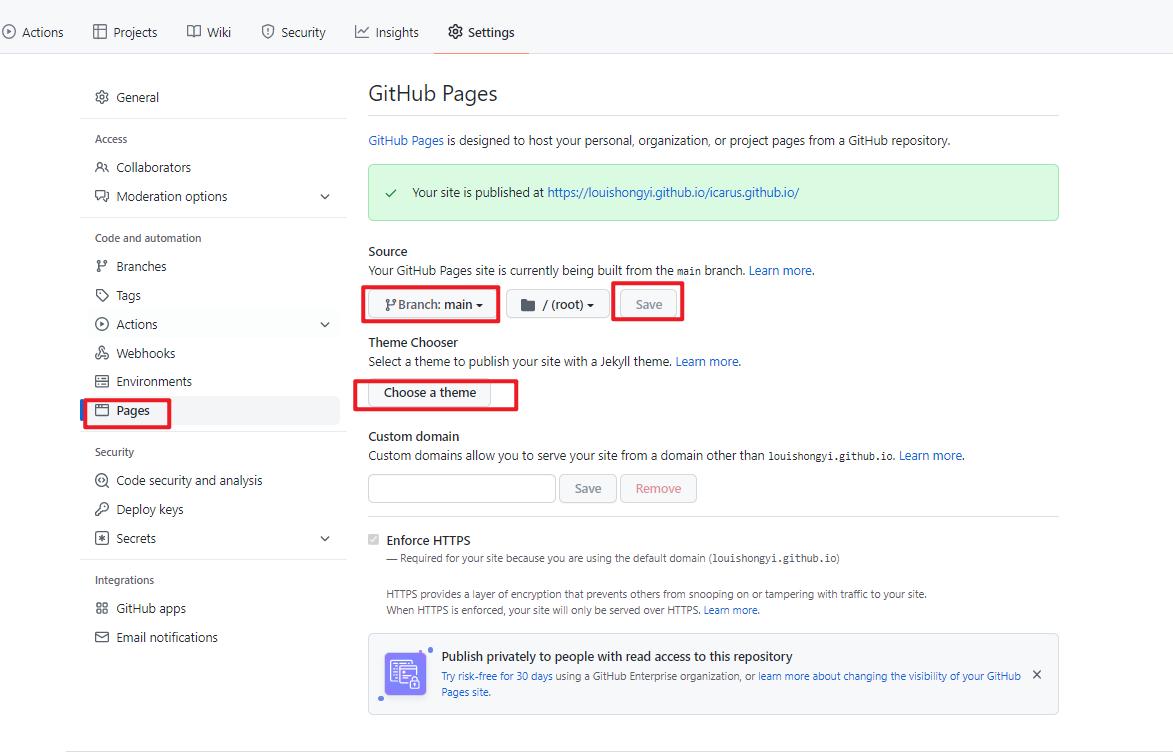 Actions Projects Wiki Security Insights Settings
General
Access
Collaborators
Moderation options
Code and automation
Branches
Tags
Actions
Webhooks
Environments
Pages
Security
Code security and analysis
Deploy keys
Secrets
Integrations
GitHub apps
Email notifications
GitHub Pages
GitHub Pages is designed to host your personal, organization, or project pages from a GitHub repository.
Your site is published at https://louishongyi.github.io/icarus.github.io/
Source
Your GitHub Pages site is currently being built from the main branch. Learn more.
Branch: main / (root) Save
Theme Chooser
Select a theme to publish your site with a Jekyll theme. Learn more.
Choose a theme
Custom domain
Custom domains allow you to serve your site from a domain other than louishongyi.github.io. Learn more.
Save Remove
Enforce HTTPS
— Required for your site because you are using the default domain (louishongyi.github.io)
HTTPS provides a layer of encryption that prevents others from snooping on or tampering with traffic to your site.
When HTTPS is enforced, your site will only be served over HTTPS. Learn more.
Publish privately to people with read access to this repository
Try risk-free for 30 days using a GitHub Enterprise organization, or learn more about changing the visibility of your GitHub
Pages site.